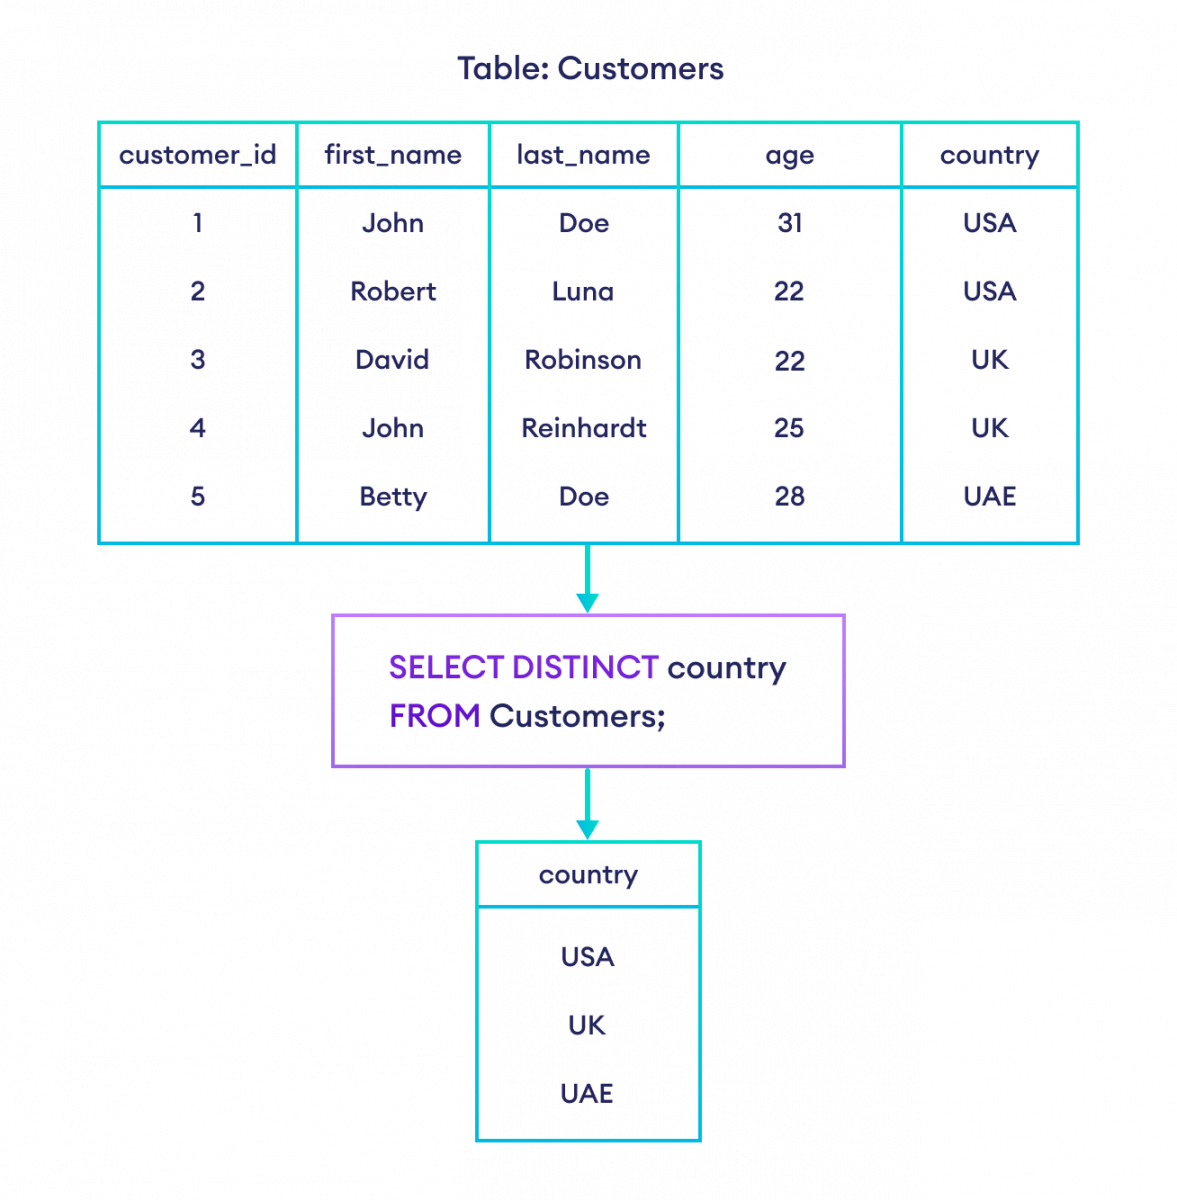 Table: Customers
customer_id first_name last_name age country
1 John Doe 31 USA
2 Robert Luna 22 USA
3 David Robinson 22 UK
4 John Reinhardt 25 UK
5 Betty Doe 28 UAE
SELECT DISTINCT country
FROM Customers;
country
USA
UK
UAE